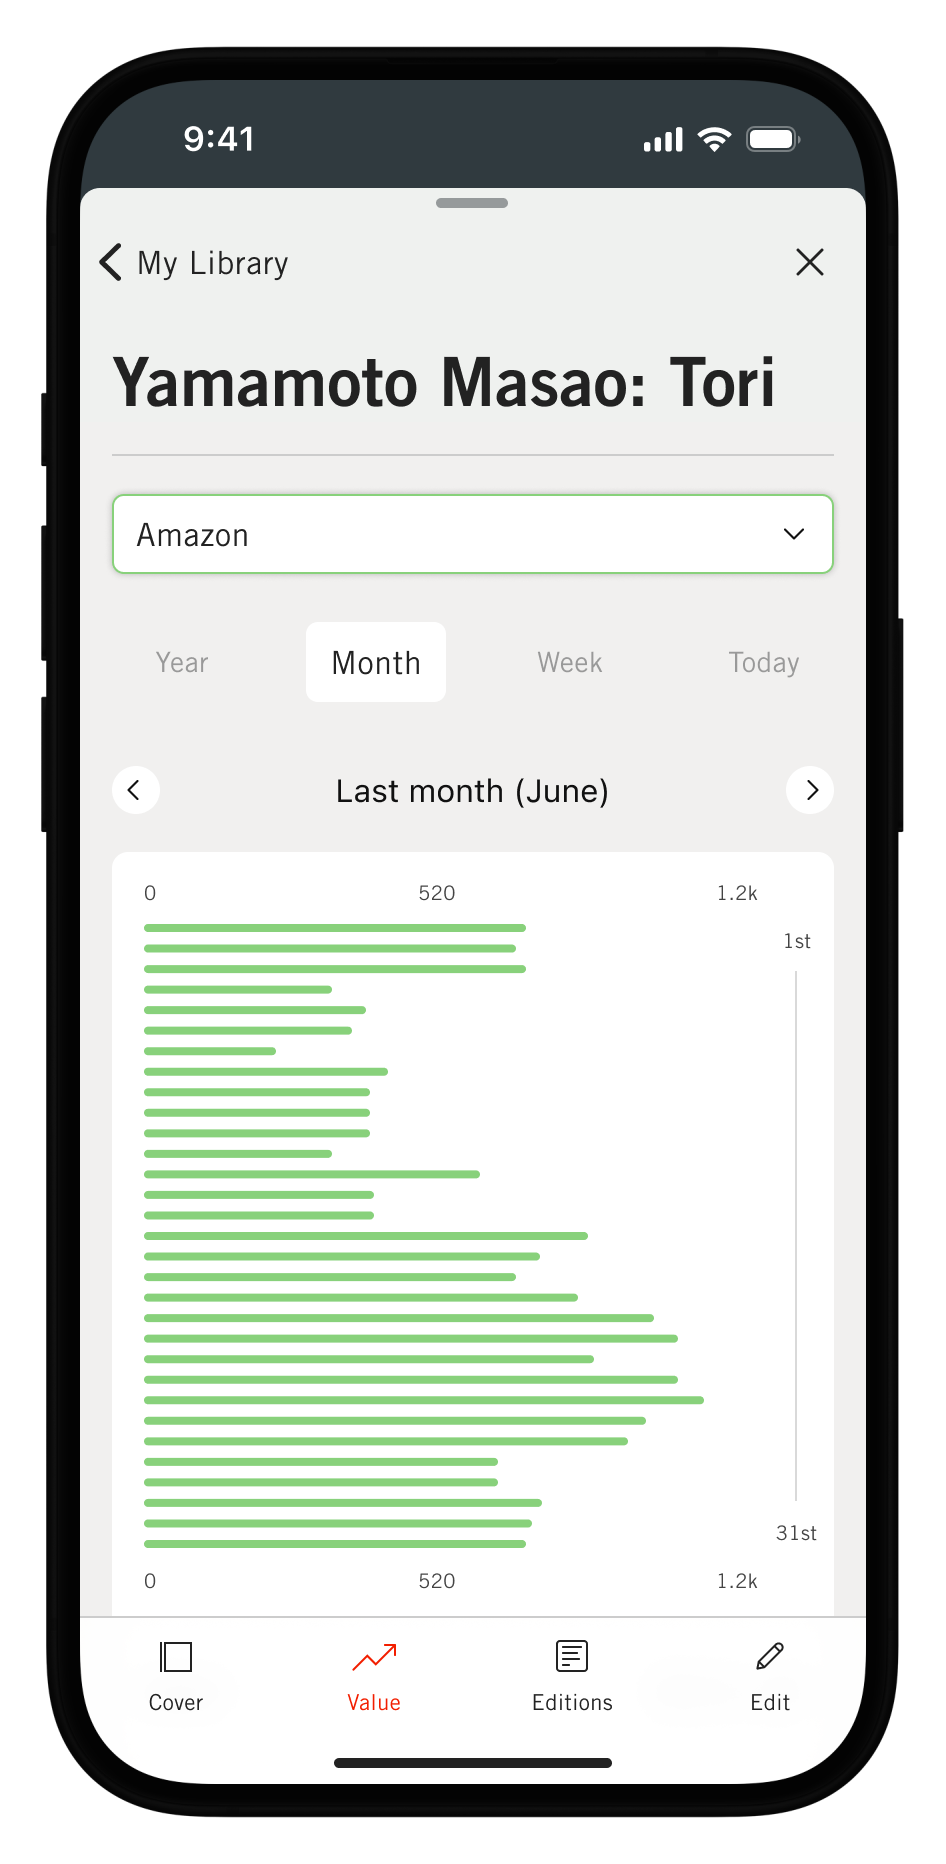 9:41
My Library
Yamamoto Masao: Tori
Amazon
Year Month Week Today
Last month (June)
0 520 1.2k
1st
31st
0 520 1.2k
Cover Value Editions Edit